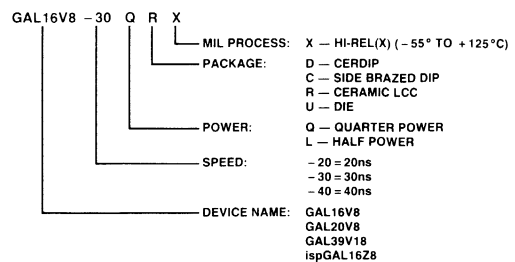 GAL16V8 -30 Q R X
MIL PROCESS: X — HI-REL(X) (-55° TO +125°C)
PACKAGE: D — CERDIP
C — SIDE BRAZED DIP
R — CERAMIC LCC
U — DIE
POWER: Q — QUARTER POWER
L — HALF POWER
SPEED: -20 = 20ns
-30 = 30ns
-40 = 40ns
DEVICE NAME: GAL16V8
GAL20V8
GAL39V18
ispGAL16Z8